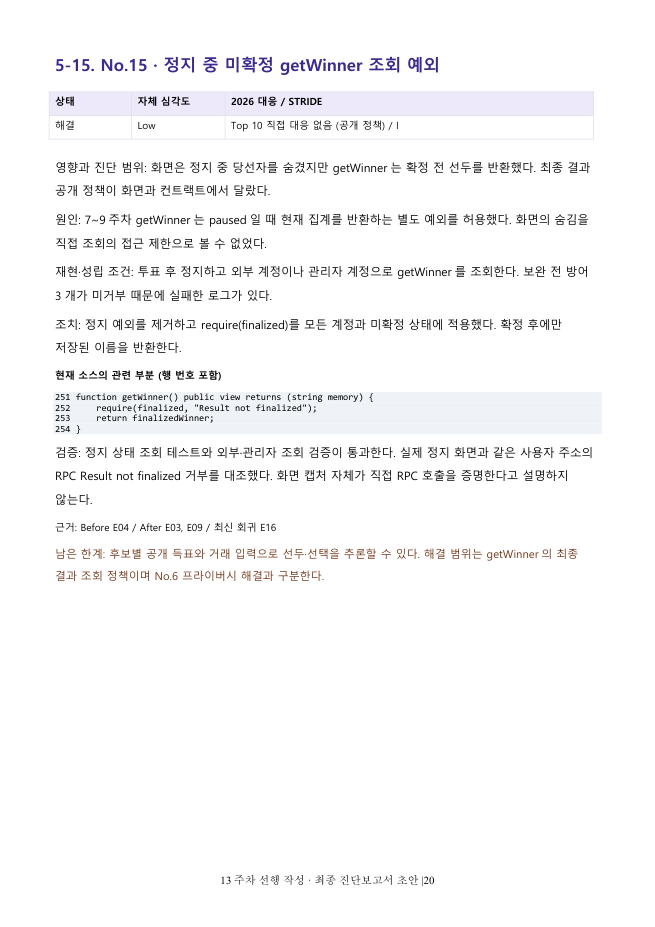 5-15. No.15 · 정지 중 미확정 getWinner 조회 예외
상태 자체 심각도 2026 대응 / STRIDE
해결 Low Top 10 직접 대응 없음 (공개 정책) / I
영향과 진단 범위: 화면은 정지 중 당선자를 숨겼지만 getWinner 는 확정 전 선두를 반환했다. 최종 결과
공개 정책이 화면과 컨트랙트에서 달랐다.
원인: 7~9 주차 getWinner 는 paused 일 때 현재 집계를 반환하는 별도 예외를 허용했다. 화면의 숨김을
직접 조회의 접근 제한으로 볼 수 없었다.
재현·성립 조건: 투표 후 정지하고 외부 계정이나 관리자 계정으로 getWinner 를 조회한다. 보완 전 방어
3 개가 미거부 때문에 실패한 로그가 있다.
조치: 정지 예외를 제거하고 require(finalized)를 모든 계정과 미확정 상태에 적용했다. 확정 후에만
저장된 이름을 반환한다.
현재 소스의 관련 부분 (행 번호 포함)
251 function getWinner() public view returns (string memory) {
252     require(finalized, "Result not finalized");
253     return finalizedWinner;
254 }
검증: 정지 상태 조회 테스트와 외부·관리자 조회 검증이 통과한다. 실제 정지 화면과 같은 사용자 주소의
RPC Result not finalized 거부를 대조했다. 화면 캡처 자체가 직접 RPC 호출을 증명한다고 설명하지
않는다.
근거: Before E04 / After E03, E09 / 최신 회귀 E16
남은 한계: 후보별 공개 득표와 거래 입력으로 선두·선택을 추론할 수 있다. 해결 범위는 getWinner 의 최종
결과 조회 정책이며 No.6 프라이버시 해결과 구분한다.
13 주차 선행 작성 · 최종 진단보고서 초안 |20